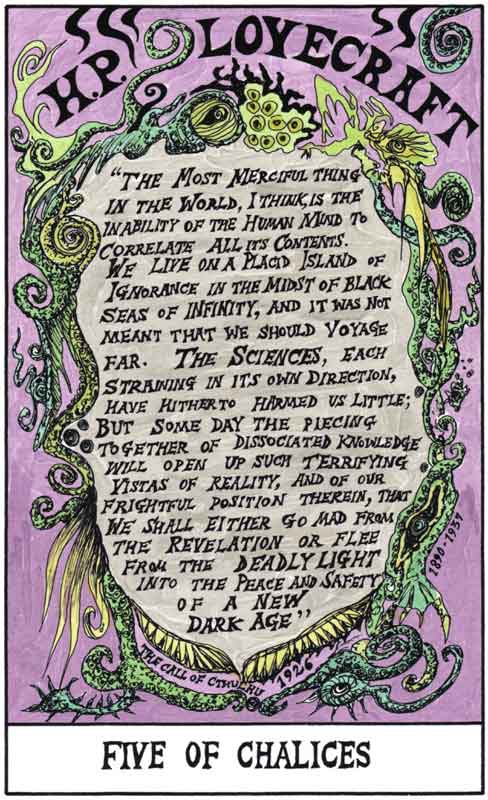 H.P. LOVECRAFT
"THE MOST MERCIFUL THING
IN THE WORLD, I THINK, IS THE
INABILITY OF THE HUMAN MIND TO
CORRELATE ALL ITS CONTENTS.
WE LIVE ON A PLACID ISLAND OF
IGNORANCE IN THE MIDST OF BLACK
SEAS OF INFINITY, AND IT WAS NOT
MEANT THAT WE SHOULD VOYAGE
FAR. THE SCIENCES, EACH
STRAINING IN ITS OWN DIRECTION,
HAVE HITHERTO HARMED US LITTLE;
BUT SOME DAY THE PIECING
TOGETHER OF DISSOCIATED KNOWLEDGE
WILL OPEN UP SUCH TERRIFYING
VISTAS OF REALITY, AND OF OUR
FRIGHTFUL POSITION THEREIN, THAT
WE SHALL EITHER GO MAD FROM
THE REVELATION OR FLEE
FROM THE DEADLY LIGHT
INTO THE PEACE AND SAFETY
OF A NEW
DARK AGE"
THE CALL OF CTHULHU 1926
1890-1937
FIVE OF CHALICES